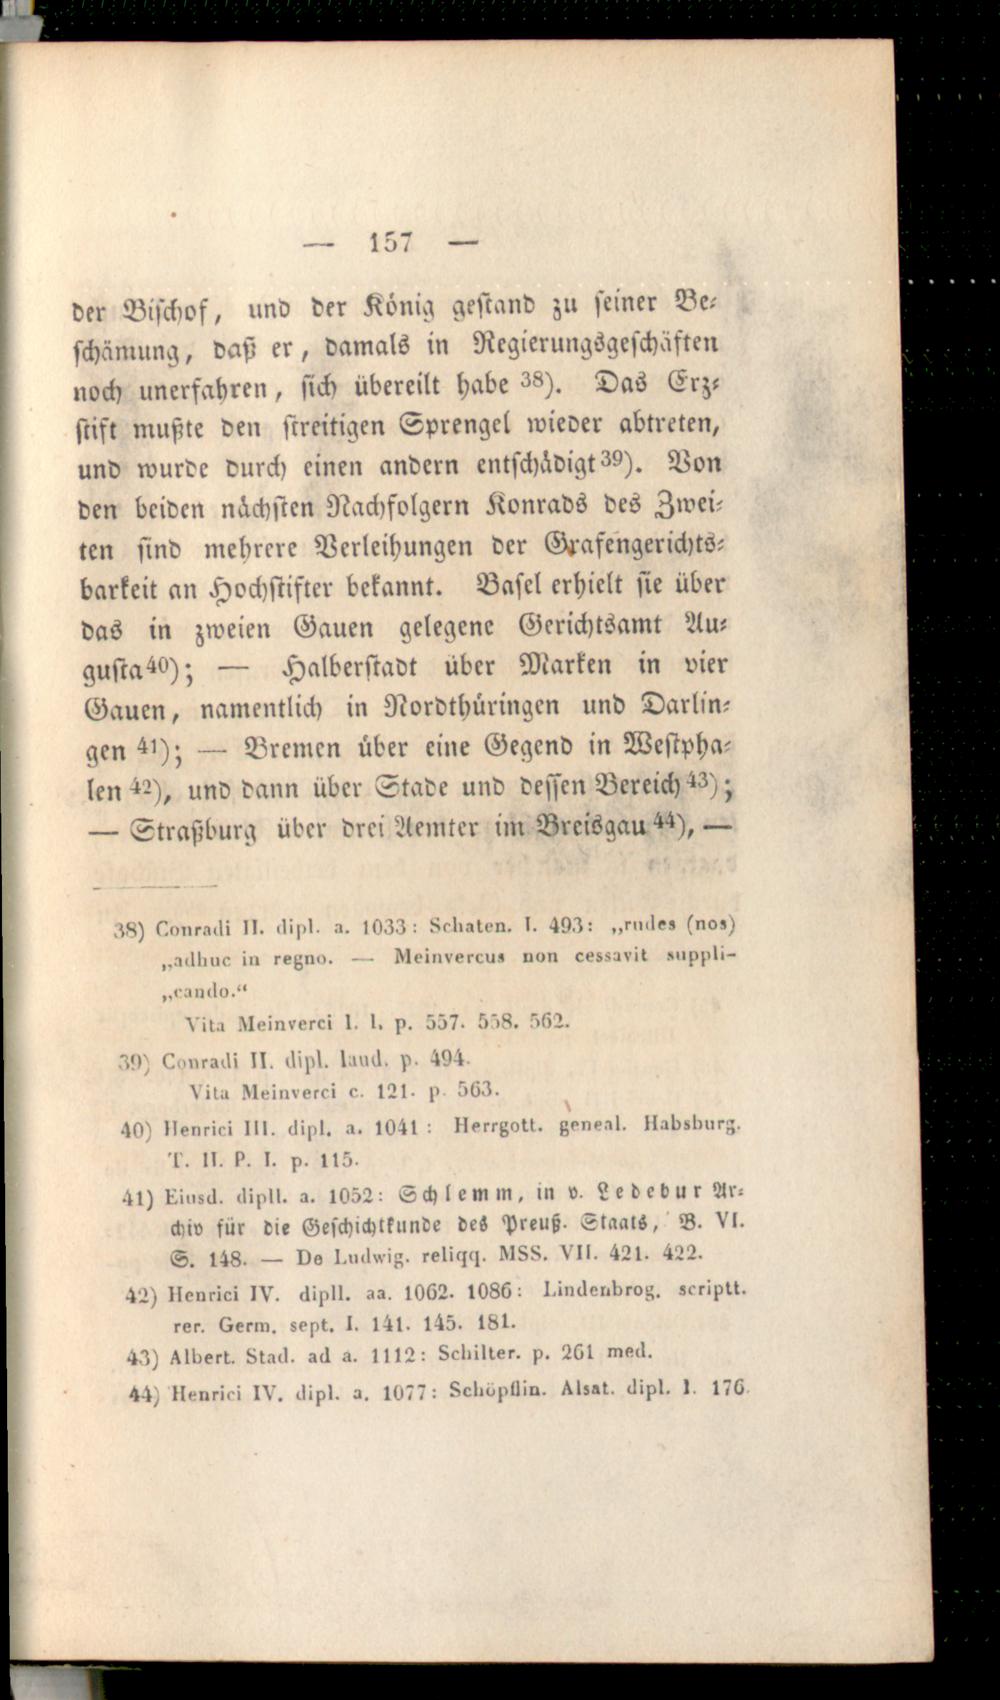 — 157 —
der Bischof, und der König gestand zu seiner Be-
schämung, daß er, damals in Regierungsgeschäften
noch unerfahren, sich übereilt habe 38). Das Erz-
stift mußte den streitigen Sprengel wieder abtreten,
und wurde durch einen andern entschädigt 39). Von
den beiden nächsten Nachfolgern Konrads des Zwei-
ten sind mehrere Verleihungen der Grafengerichts-
barkeit an Hochstifter bekannt. Basel erhielt sie über
das in zweien Gauen gelegene Gerichtsamt Au-
gusta 40); — Halberstadt über Marken in vier
Gauen, namentlich in Nordthüringen und Darlin-
gen 41); — Bremen über eine Gegend in Westpha-
len 42), und dann über Stade und dessen Bereich 43);
— Straßburg über drei Aemter im Breisgau 44), —
38) Conradi II. dipl. a. 1033: Schaten. I. 493: „rudes (nos)
„adhuc in regno. — Meinvercus non cessavit suppli-
„cando.“
Vita Meinverci l. l. p. 557. 558. 562.
39) Conradi II. dipl. laud. p. 494.
Vita Meinverci c. 121. p. 563.
40) Henrici III. dipl. a. 1041: Herrgott. geneal. Habsburg.
T. II. P. I. p. 115.
41) Eiusd. dipll. a. 1052: Schlemm, in v. Ledebur Ar-
chiv für die Geschichtkunde des Preuß. Staats, B. VI.
S. 148. — De Ludwig. reliqq. MSS. VII. 421. 422.
42) Henrici IV. dipll. aa. 1062. 1086: Lindenbrog. scriptt.
rer. Germ. sept. I. 141. 145. 181.
43) Albert. Stad. ad a. 1112: Schilter. p. 261 med.
44) Henrici IV. dipl. a. 1077: Schöpflin. Alsat. dipl. I. 176.